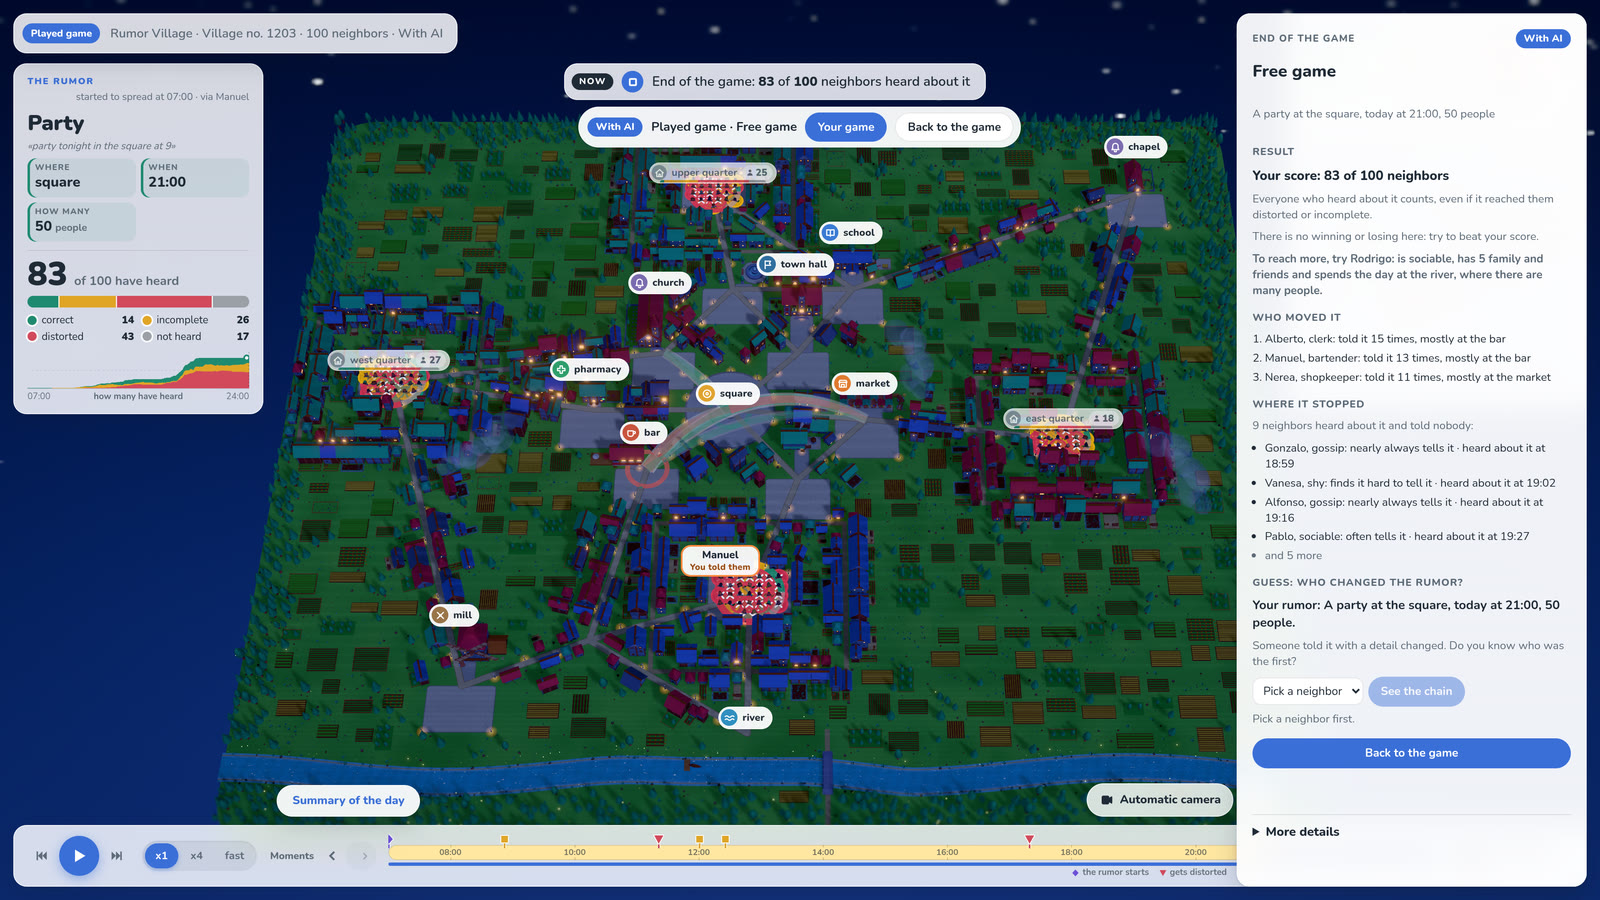 Played game
Rumor Village · Village no. 1203 · 100 neighbors · With AI
THE RUMOR
started to spread at 07:00 · via Manuel
Party
«party tonight in the square at 9»
WHERE
square
WHEN
21:00
HOW MANY
50 people
83 of 100 have heard
correct 14
incomplete 26
distorted 43
not heard 17
07:00 how many have heard 24:00
NOW End of the game: 83 of 100 neighbors heard about it
With AI Played game · Free game Your game Back to the game
chapel
upper quarter 25
school
town hall
church
west quarter 27
pharmacy
market
square
east quarter 18
bar
Manuel
You told them
mill
river
Summary of the day
Automatic camera
x1 x4 fast Moments
08:00 10:00 12:00 14:00 16:00 18:00 20:00
the rumor starts gets distorted
END OF THE GAME
With AI
Free game
A party at the square, today at 21:00, 50 people
RESULT
Your score: 83 of 100 neighbors
Everyone who heard about it counts, even if it reached them
distorted or incomplete.
There is no winning or losing here: try to beat your score.
To reach more, try Rodrigo: is sociable, has 5 family and
friends and spends the day at the river, where there are
many people.
WHO MOVED IT
1. Alberto, clerk: told it 15 times, mostly at the bar
2. Manuel, bartender: told it 13 times, mostly at the bar
3. Nerea, shopkeeper: told it 11 times, mostly at the market
WHERE IT STOPPED
9 neighbors heard about it and told nobody:
Gonzalo, gossip: nearly always tells it · heard about it at
18:59
Vanesa, shy: finds it hard to tell it · heard about it at 19:02
Alfonso, gossip: nearly always tells it · heard about it at
19:16
Pablo, sociable: often tells it · heard about it at 19:27
and 5 more
GUESS: WHO CHANGED THE RUMOR?
Your rumor: A party at the square, today at 21:00, 50
people.
Someone told it with a detail changed. Do you know who was
the first?
Pick a neighbor See the chain
Pick a neighbor first.
Back to the game
More details